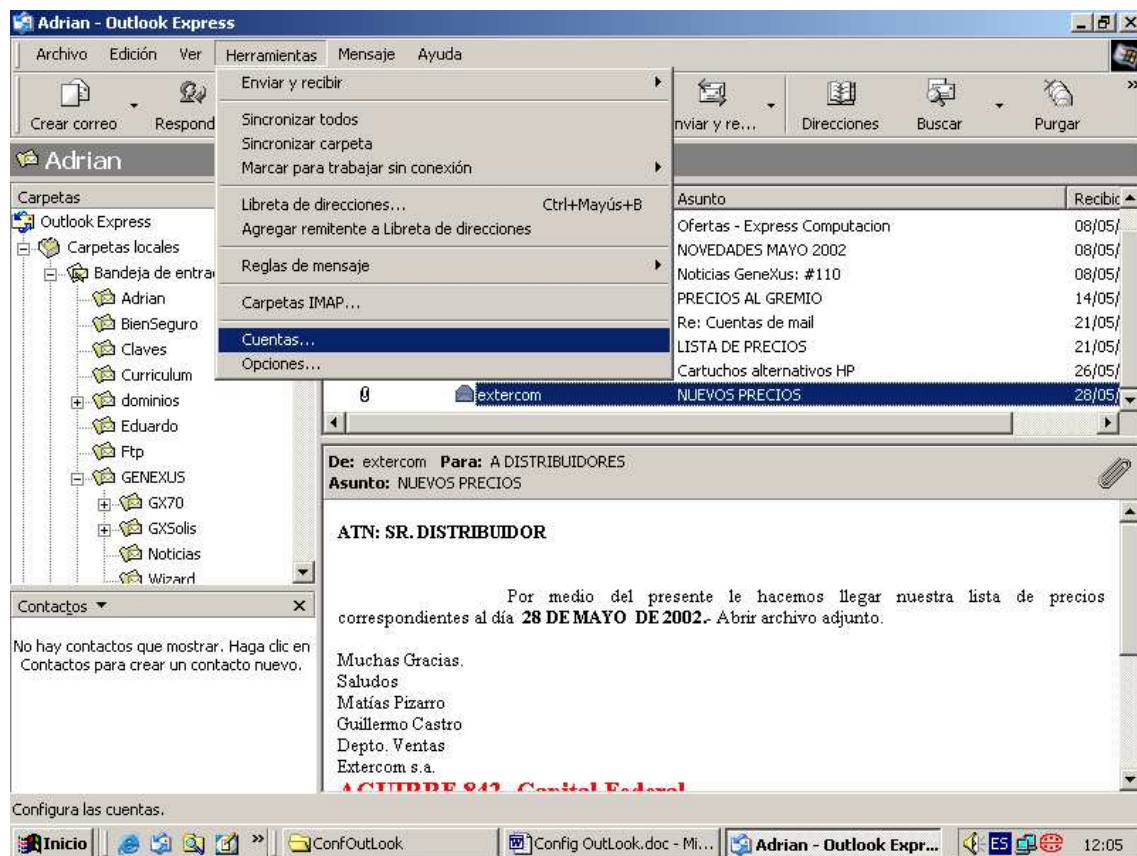 Adrian - Outlook Express
Archivo Edición Ver Herramientas Mensaje Ayuda
Crear correo Respond nviar y re... Direcciones Buscar Purgar
Adrian
Enviar y recibir
Sincronizar todos
Sincronizar carpeta
Marcar para trabajar sin conexión
Libreta de direcciones... Ctrl+Mayús+B
Agregar remitente a Libreta de direcciones
Reglas de mensaje
Carpetas IMAP...
Cuentas...
Opciones...
Carpetas
Outlook Express
Carpetas locales
Bandeja de entra
Adrian
BienSeguro
Claves
Curriculum
dominios
Eduardo
Ftp
GENEXUS
GX70
GXSolis
Noticias
Wizard
Asunto Recibic
Ofertas - Express Computacion 08/05/
NOVEDADES MAYO 2002 08/05/
Noticias GeneXus: #110 08/05/
PRECIOS AL GREMIO 14/05/
Re: Cuentas de mail 21/05/
LISTA DE PRECIOS 21/05/
Cartuchos alternativos HP 26/05/
extercom NUEVOS PRECIOS 28/05/
De: extercom Para: A DISTRIBUIDORES
Asunto: NUEVOS PRECIOS
ATN: SR. DISTRIBUIDOR
Por medio del presente le hacemos llegar nuestra lista de precios
correspondientes al día 28 DE MAYO DE 2002.- Abrir archivo adjunto.
Muchas Gracias.
Saludos
Matías Pizarro
Guillermo Castro
Depto. Ventas
Extercom s.a.
AGUIRRE 842 Capital Federal
Contactos
No hay contactos que mostrar. Haga clic en
Contactos para crear un contacto nuevo.
Configura las cuentas.
Inicio ConfOutLook Config OutLook.doc - Mi... Adrian - Outlook Expr... ES 12:05